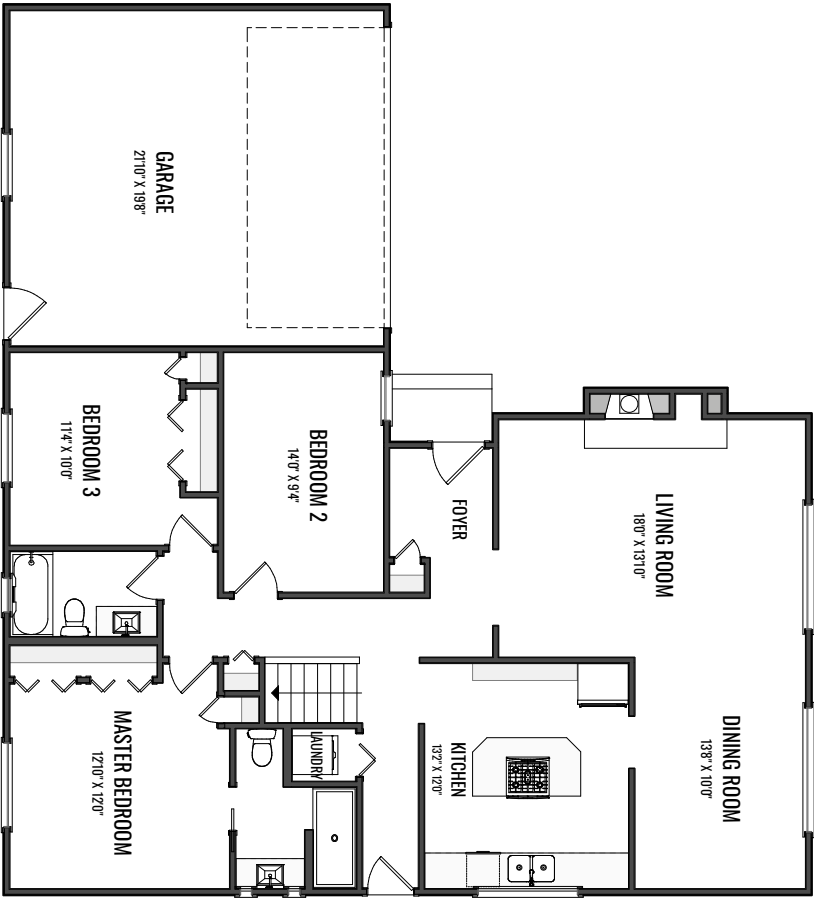 GARAGE
21'10" X 19'8"
BEDROOM 3
11'4" X 10'0"
BEDROOM 2
14'0" X 9'4"
FOYER
LIVING ROOM
18'0" X 13'10"
MASTER BEDROOM
12'10" X 12'0"
LAUNDRY
KITCHEN
13'2" X 12'0"
DINING ROOM
13'8" X 10'0"